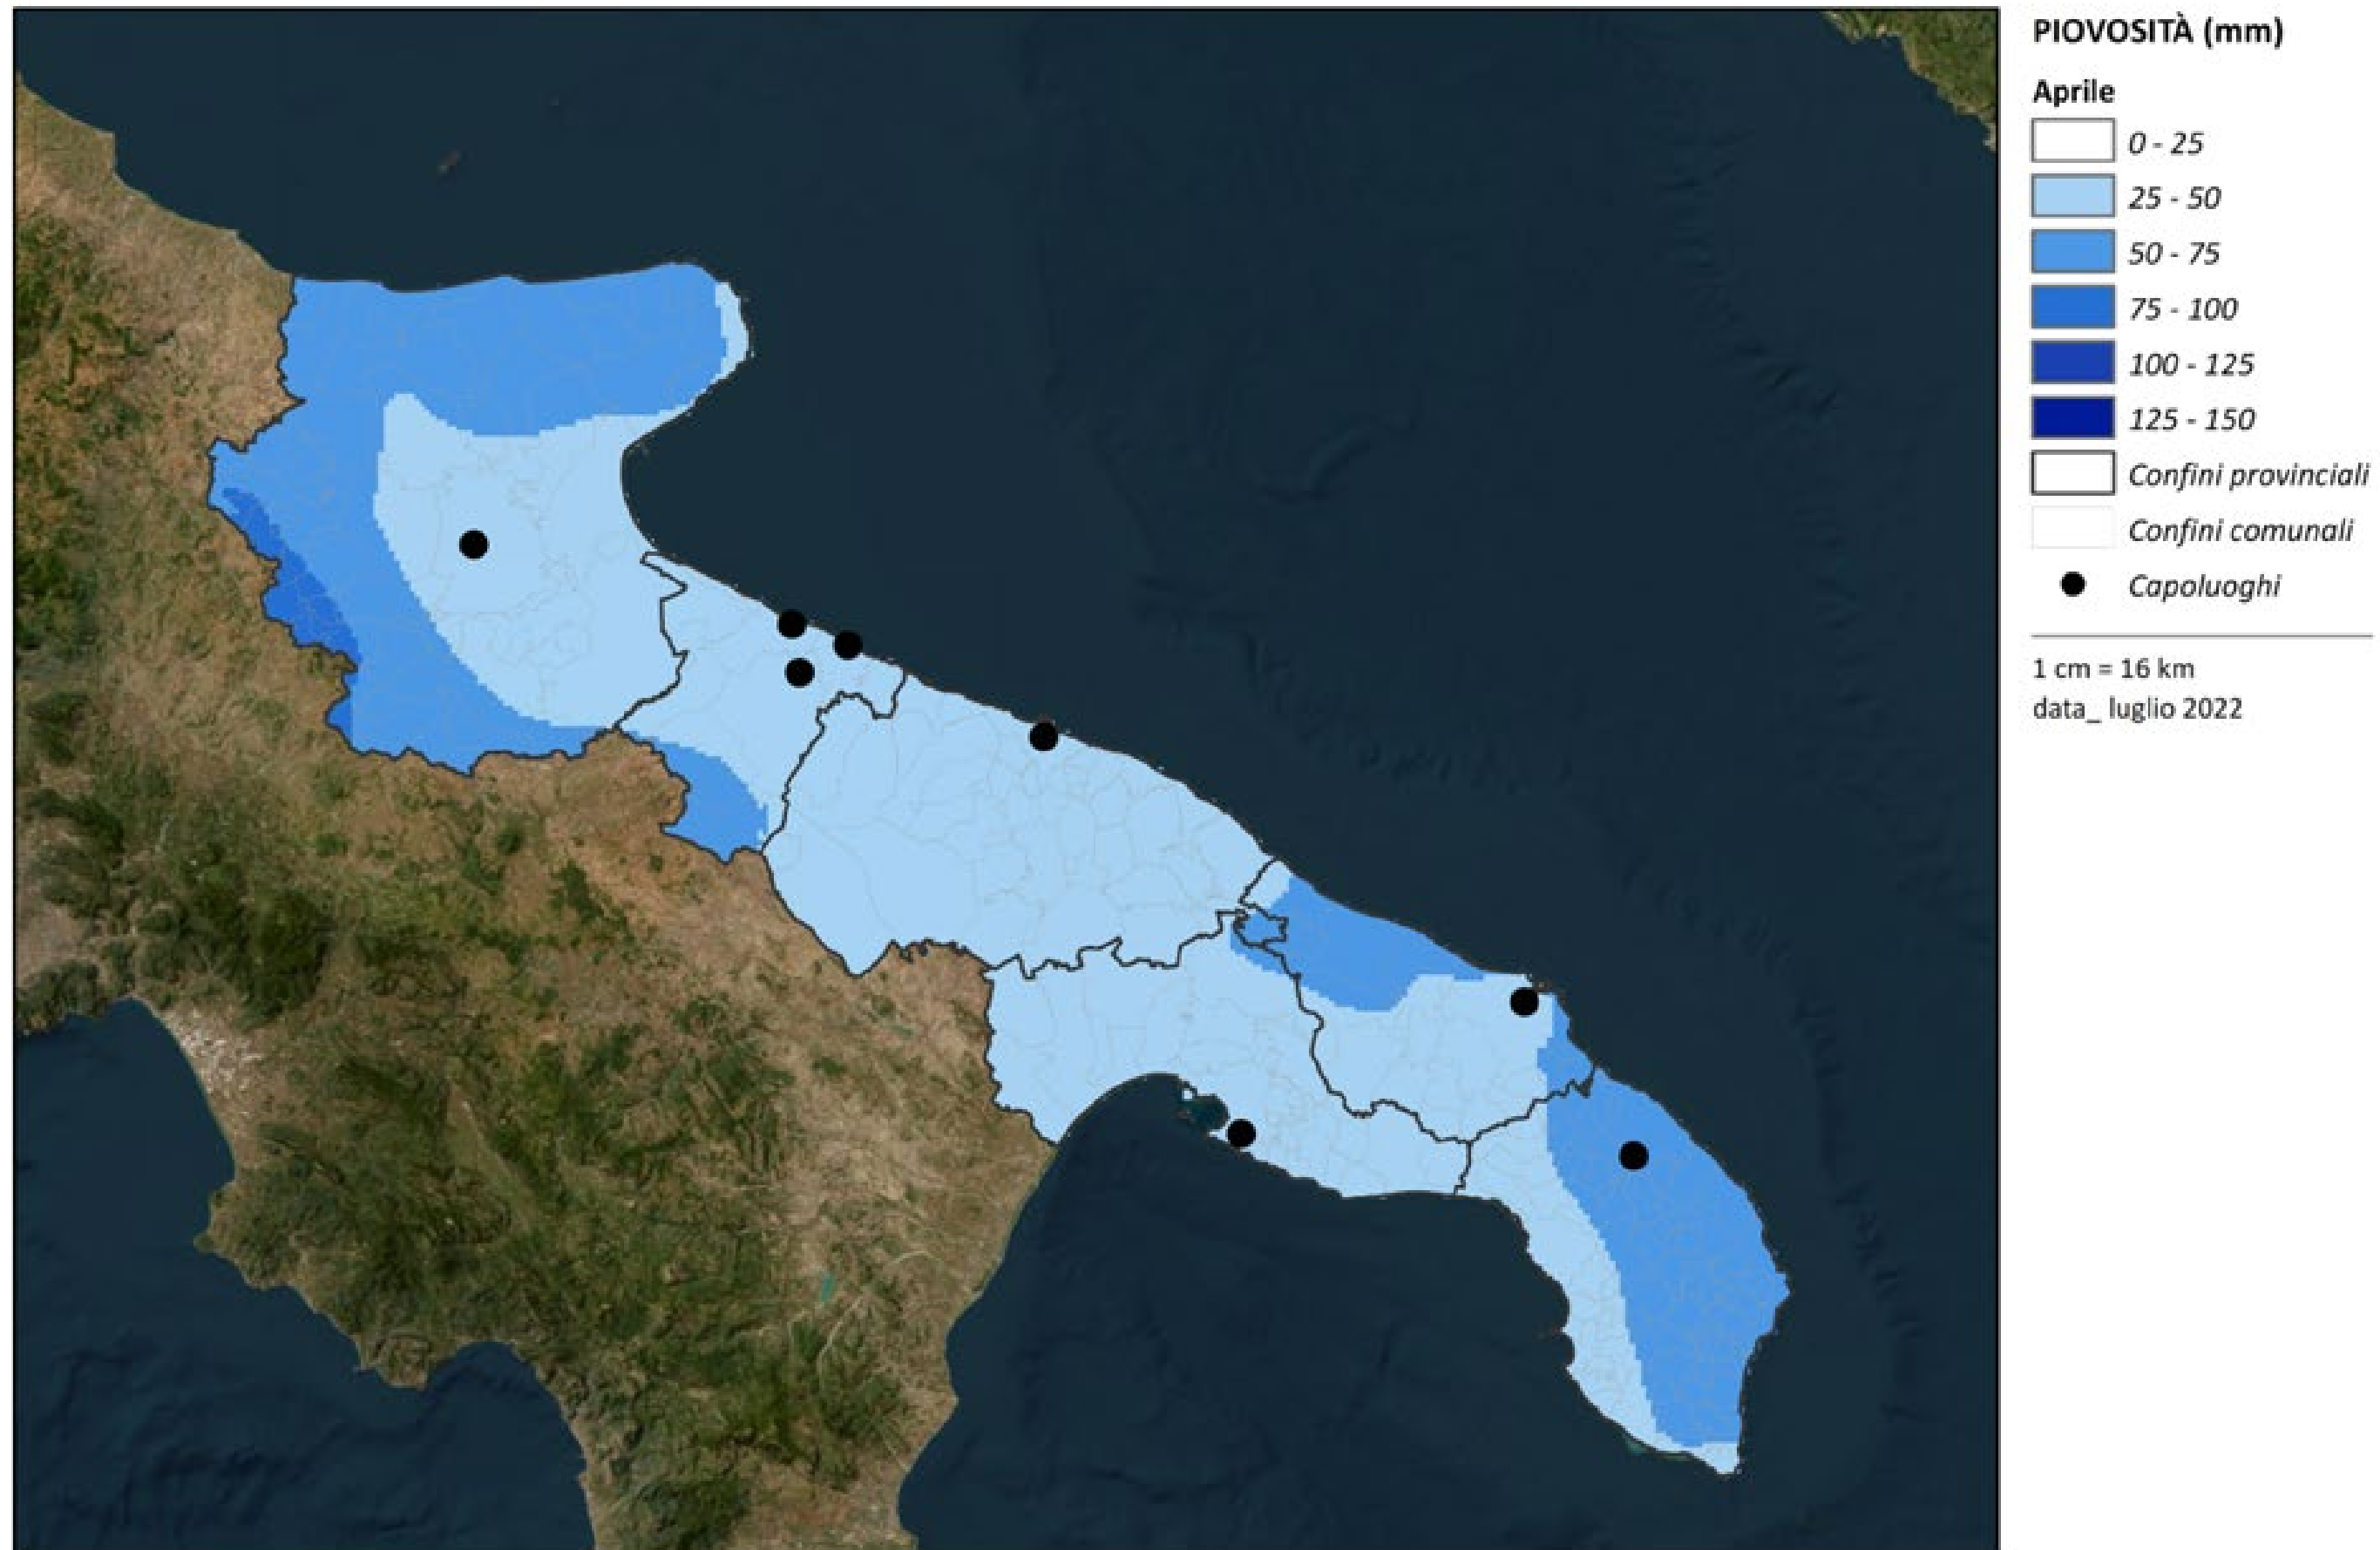 PIOVOSITÀ (mm)
Aprile
0 - 25
25 - 50
50 - 75
75 - 100
100 - 125
125 - 150
Confini provinciali
Confini comunali
Capoluoghi
1 cm = 16 km
data_ luglio 2022